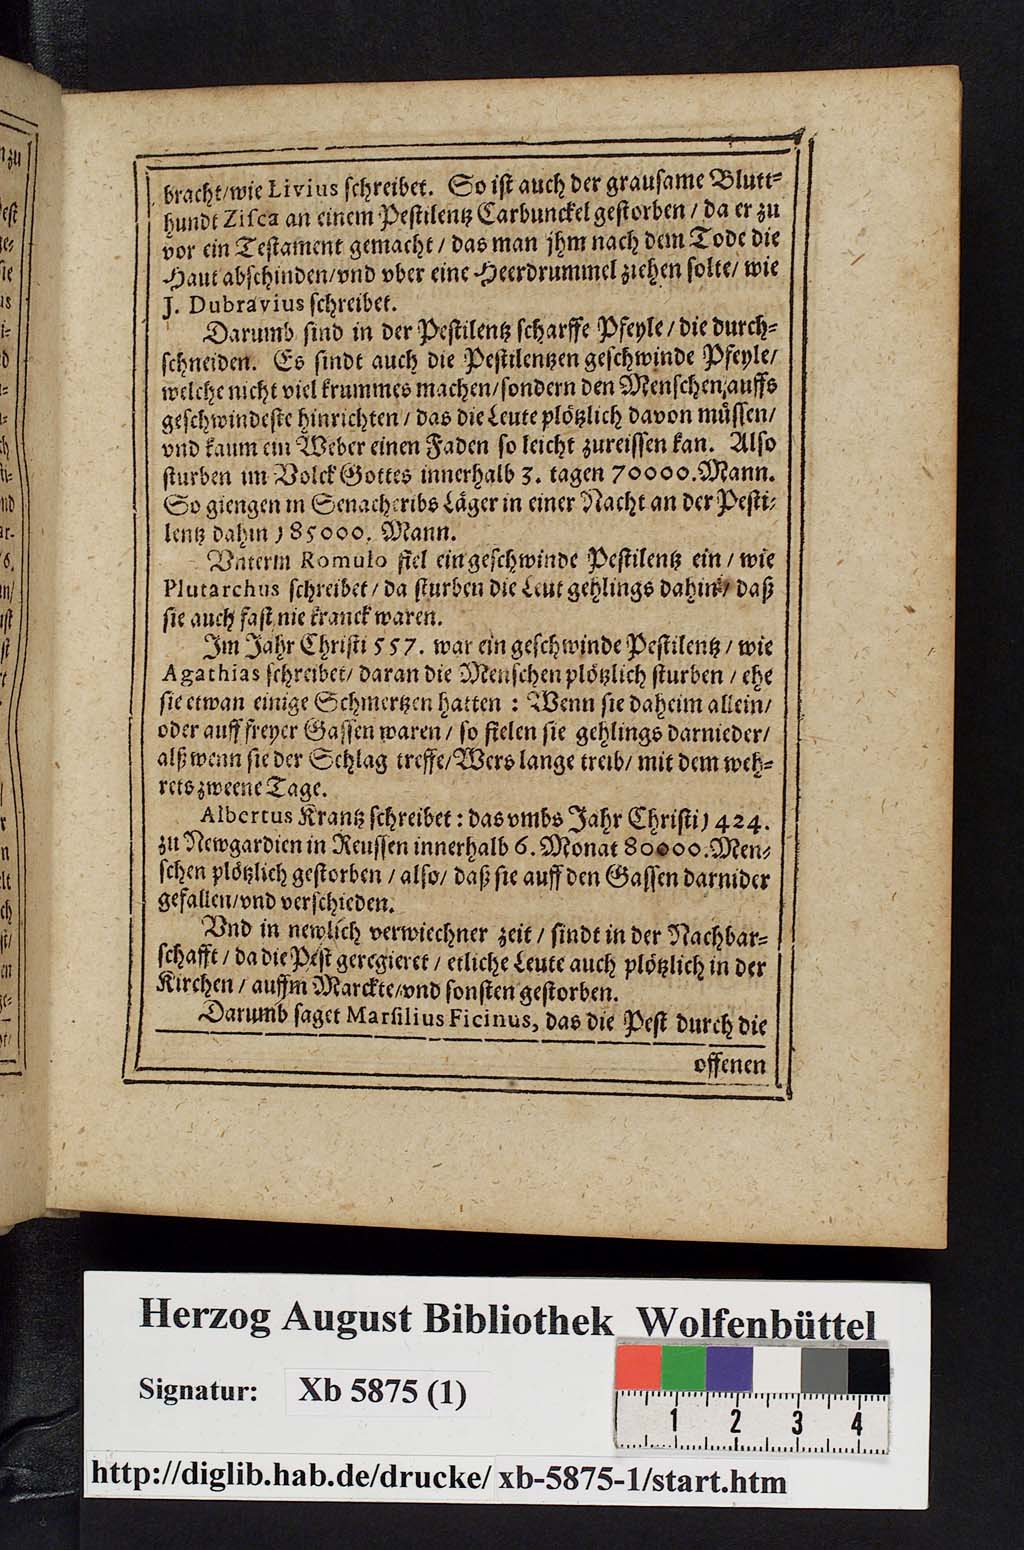 bracht/wie Livius schreibet. So ist auch der grausame Blutt=
hundt Zisca an einem Pestilentz Carbunckel gestorben / da er zu
vor ein Testament gemacht / das man jhm nach dem Tode die
Haut abschinden/vnd vber eine Heerdrummel ziehen solte/ wie
J. Dubravius schreibet.
Darumb sind in der Pestilentz scharffe Pfeyle / die durch=
schneiden. Es sindt auch die Pestilentzen geschwinde Pfeyle/
welche nicht viel krummes machen/sondern den Menschen auffs
geschwindeste hinrichten / das die Leute plötzlich davon müssen/
vnd kaum ein Weber einen Faden so leicht zureissen kan. Also
sturben im Volck Gottes innerhalb 3. tagen 70000. Mann.
So giengen in Senacheribs Läger in einer Nacht an der Pesti=
lentz dahin 185000. Mann.
Vnterm Romulo fiel ein geschwinde Pestilentz ein / wie
Plutarchus schreibet / da sturben die Leut gehlings dahin / daß
sie auch fast nie kranck waren.
Im Jahr Christi 557. war ein geschwinde Pestilentz / wie
Agathias schreibet/ daran die Menschen plötzlich sturben / ehe
sie etwan einige Schmertzen hatten : Wenn sie daheim allein/
oder auff freyer Gassen waren / so fielen sie gehlings darnieder/
alß wenn sie der Schlag treffe/Wers lange treib/ mit dem weh=
rets zweene Tage.
Albertus Krantz schreibet : das vmbs Jahr Christi 1424.
zu Newgardien in Reussen innerhalb 6. Monat 80000. Men=
schen plötzlich gestorben / also/ daß sie auff den Gassen darnider
gefallen/vnd verschieden.
Vnd in newlich verwiechner zeit / sindt in der Nachbar=
schafft / da die Pest geregieret / etliche Leute auch plötzlich in der
Kirchen / auffm Marckte/vnd sonsten gestorben.
Darumb saget Marsilius Ficinus, das die Pest durch die
offenen
Herzog August Bibliothek Wolfenbüttel
Signatur: Xb 5875 (1)
1 2 3 4
http://diglib.hab.de/drucke/ xb-5875-1/start.htm